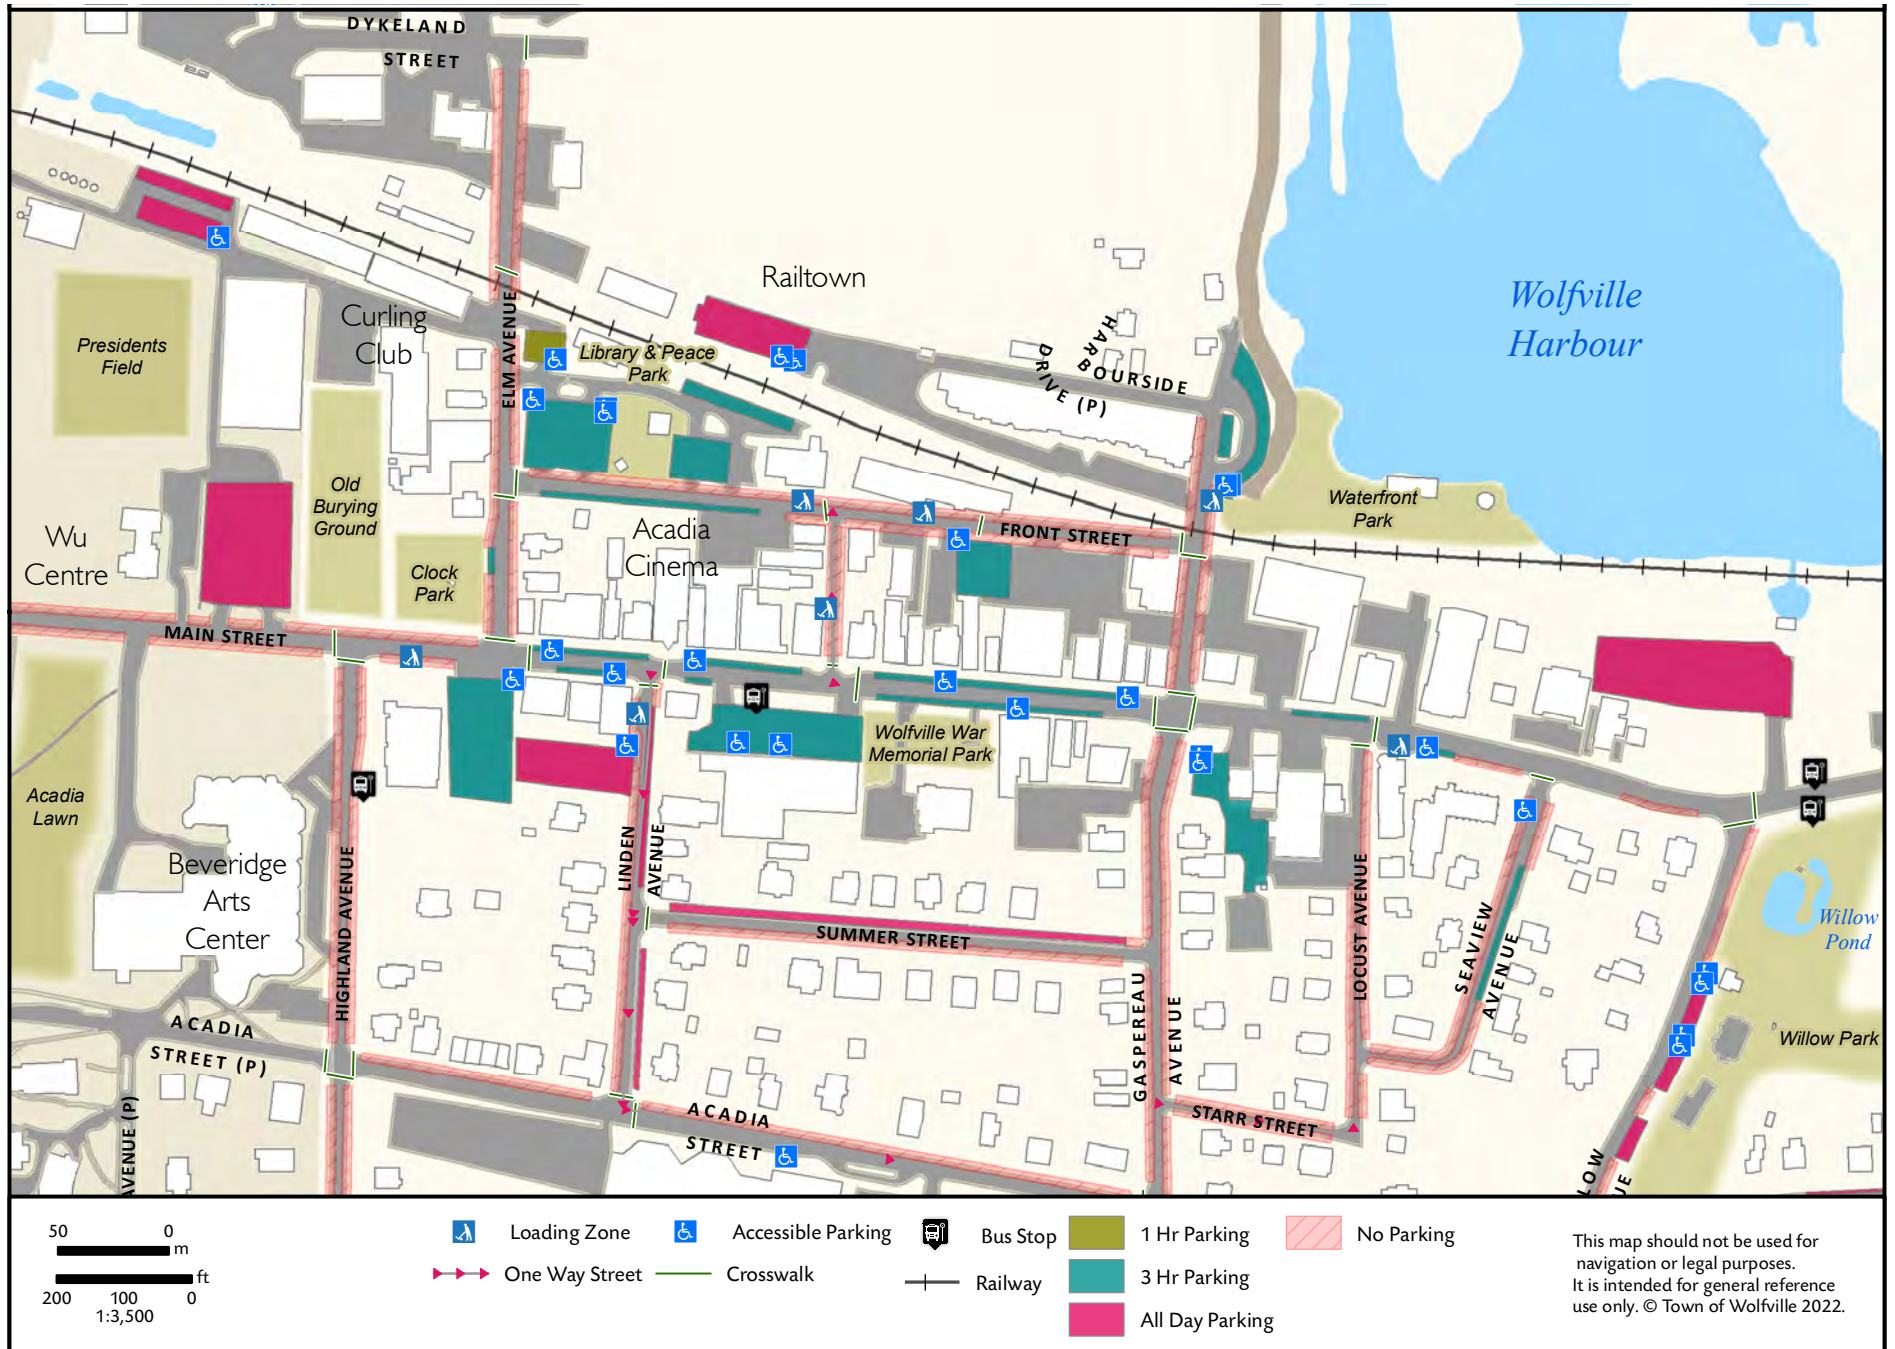 DYKELAND
STREET
Railtown
HARBOURSIDE
DRIVE (P)
Wolfville
Harbour
Curling
Club
Presidents
Field
ELM AVENUE
Library & Peace
Park
Old
Burying
Ground
Waterfront
Park
Wu
Centre
Acadia
Cinema
FRONT STREET
Clock
Park
MAIN STREET
Wolfville War
Memorial Park
Acadia
Lawn
Beveridge
Arts
Center
HIGHLAND AVENUE
LINDEN
AVENUE
SUMMER STREET
LOCUST AVENUE
SEAVIEW
AVENUE
Willow
Pond
GASPEREAU
AVENUE
Willow Park
ACADIA
STREET (P)
AVENUE (P)
ACADIA
STREET
STARR STREET
LOW
UE
50 0
m
ft
200 100 0
1:3,500
Loading Zone
Accessible Parking
Bus Stop
1 Hr Parking
No Parking
One Way Street
Crosswalk
Railway
3 Hr Parking
All Day Parking
This map should not be used for
navigation or legal purposes.
It is intended for general reference
use only. © Town of Wolfville 2022.